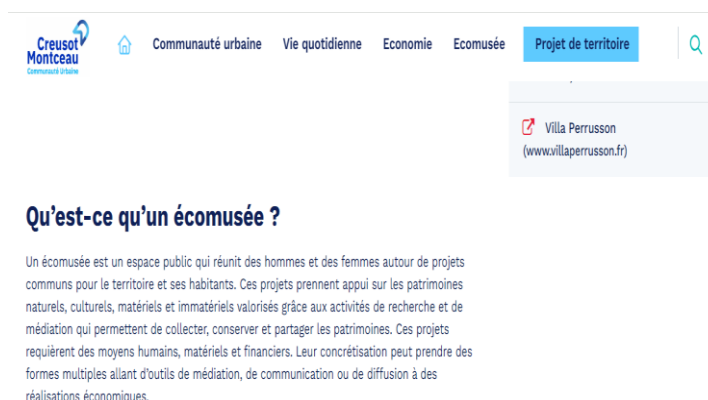 Creusot
Montceau
Communauté Urbaine
Communauté urbaine Vie quotidienne Economie Ecomusée Projet de territoire
Villa Perrusson
(www.villaperrusson.fr)
Qu’est-ce qu’un écomusée ?
Un écomusée est un espace public qui réunit des hommes et des femmes autour de projets
communs pour le territoire et ses habitants. Ces projets prennent appui sur les patrimoines
naturels, culturels, matériels et immatériels valorisés grâce aux activités de recherche et de
médiation qui permettent de collecter, conserver et partager les patrimoines. Ces projets
requièrent des moyens humains, matériels et financiers. Leur concrétisation peut prendre des
formes multiples allant d’outils de médiation, de communication ou de diffusion à des
réalisations économiques.